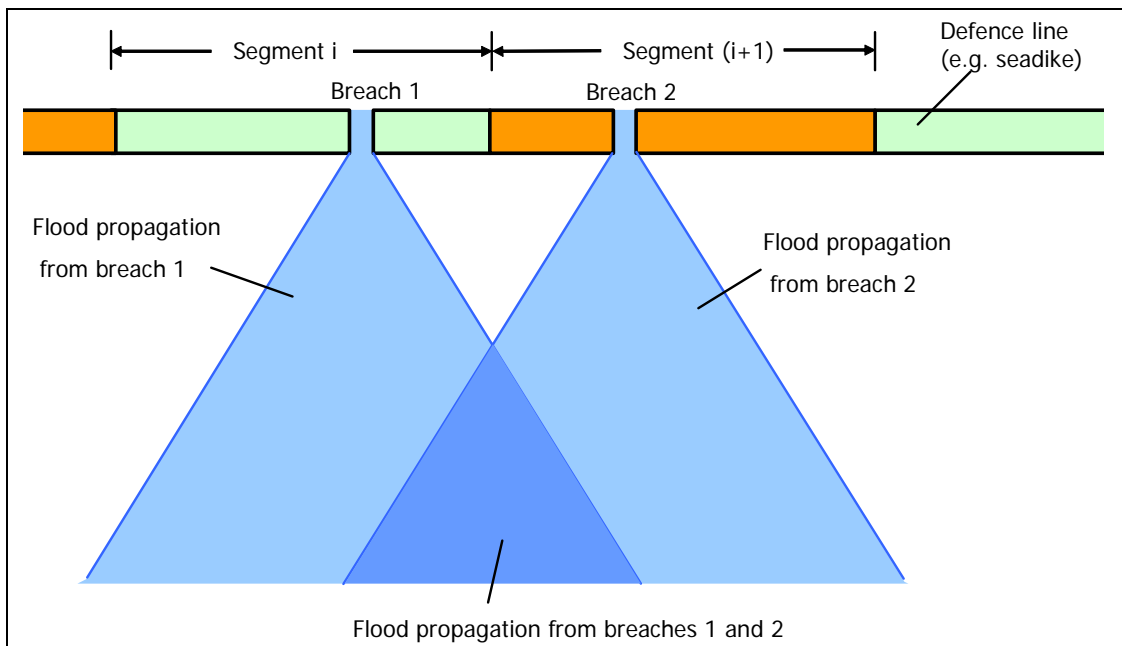 Segment i
Segment (i+1)
Defence line
(e.g. seadike)
Breach 1
Breach 2
Flood propagation
from breach 1
Flood propagation
from breach 2
Flood propagation from breaches 1 and 2